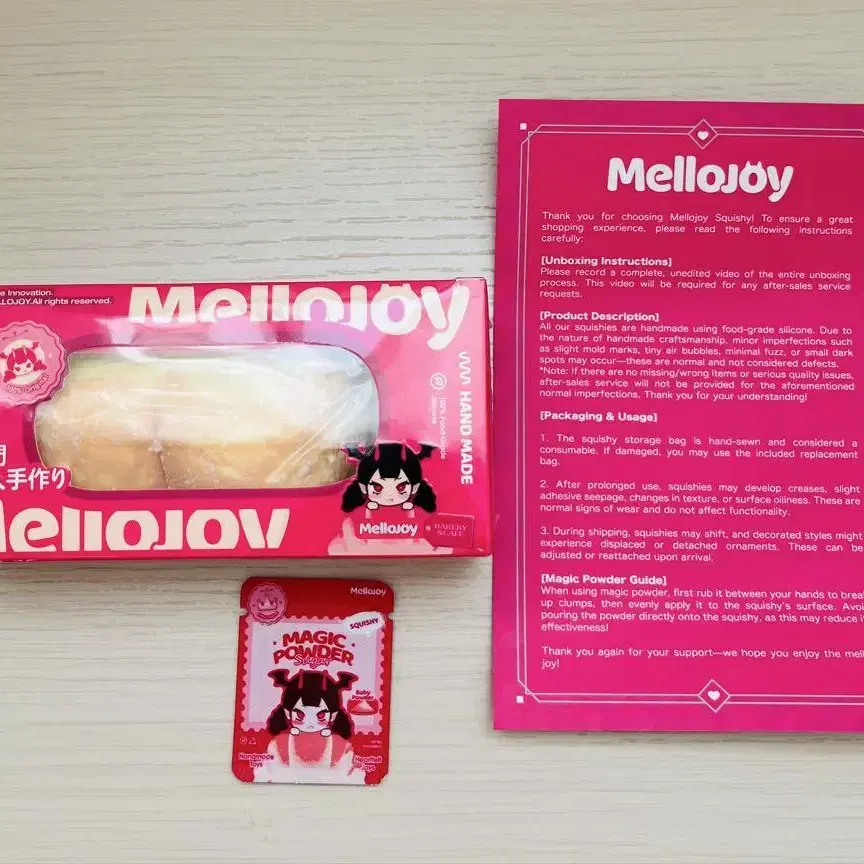 e Innovation.
LLOJOY.All rights reserved.
Mellojoy
100% Original
HANDMADE
100% Food-Grade
Silicone
門
人手作り
Mellojoy
Mellojoy
BAKERY
&CAFE
Mellojoy
SQUISHY
MAGIC
POWDER
Sugar
Baby
Powder
Handmade
Toys
Mellojoy
Thank you for choosing Mellojoy Squishy! To ensure a great
shopping experience, please read the following instructions
carefully:
[Unboxing Instructions]
Please record a complete, unedited video of the entire unboxing
process. This video will be required for any after-sales service
requests.
[Product Description]
All our squishies are handmade using food-grade silicone. Due to
the nature of handmade craftsmanship, minor imperfections such
as slight mold marks, tiny air bubbles, minimal fuzz, or small dark
spots may occur—these are normal and not considered defects.
*Note: If there are no missing/wrong items or serious quality issues,
after-sales service will not be provided for the aforementioned
normal imperfections. Thank you for your understanding!
[Packaging & Usage]
1. The squishy storage bag is hand-sewn and considered a
consumable. If damaged, you may use the included replacement
bag.
2. After prolonged use, squishies may develop creases, slight
adhesive seepage, changes in texture, or surface oiliness. These are
normal signs of wear and do not affect functionality.
3. During shipping, squishies may shift, and decorated styles might
experience displaced or detached ornaments. These can be
adjusted or reattached upon arrival.
[Magic Powder Guide]
When using magic powder, first rub it between your hands to brea
up clumps, then evenly apply it to the squishy's surface. Avoi
pouring the powder directly onto the squishy, as this may reduce i
effectiveness!
Thank you again for your support—we hope you enjoy the mell
joy!